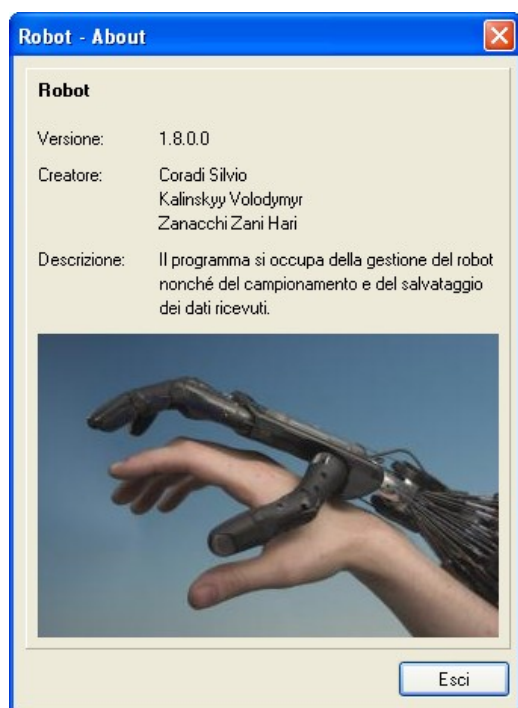 Robot - About
Robot
Versione: 1.8.0.0
Creatore: Coradi Silvio
Kalinskyy Volodymyr
Zanacchi Zani Hari
Descrizione: Il programma si occupa della gestione del robot
nonché del campionamento e del salvataggio
dei dati ricevuti.
Esci